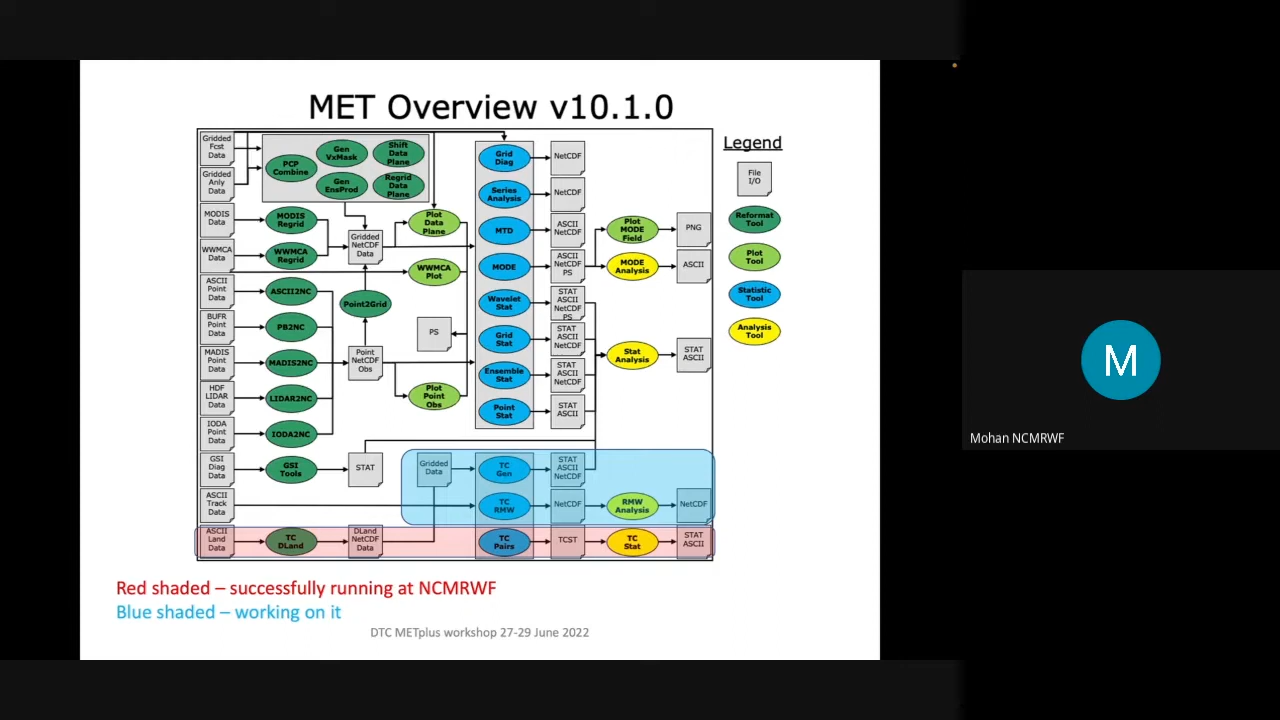 MET Overview v10.1.0
Gridded
Fcst
Data
Gridded
Anly
Data
MODIS
Data
WWMCA
Data
ASCII
Point
Data
BUFR
Point
Data
MADIS
Point
Data
HDF
LIDAR
Data
IODA
Point
Data
GSI
Diag
Data
ASCII
Track
Data
ASCII
Land
Data
PCP
Combine
Gen
VxMask
Shift
Data
Plane
Gen
EnsProd
Regrid
Data
Plane
MODIS
Regrid
WWMCA
Regrid
ASCII2NC
PB2NC
MADIS2NC
LIDAR2NC
IODA2NC
GSI
Tools
TC
DLand
Gridded
NetCDF
Data
Point2Grid
Point
NetCDF
Obs
STAT
DLand
NetCDF
Data
Plot
Data
Plane
WWMCA
Plot
PS
Plot
Point
Obs
Gridded
Data
Grid
Diag
Series
Analysis
MTD
MODE
Wavelet
Stat
Grid
Stat
Ensemble
Stat
Point
Stat
TC
Gen
TC
RMW
TC
Pairs
NetCDF
NetCDF
ASCII
NetCDF
ASCII
NetCDF
PS
STAT
ASCII
NetCDF
PS
STAT
ASCII
NetCDF
STAT
ASCII
NetCDF
STAT
ASCII
STAT
ASCII
NetCDF
NetCDF
TCST
Plot
MODE
Field
MODE
Analysis
Stat
Analysis
RMW
Analysis
TC
Stat
PNG
ASCII
STAT
ASCII
NetCDF
STAT
ASCII
Legend
File
I/O
Reformat
Tool
Plot
Tool
Statistic
Tool
Analysis
Tool
Red shaded – successfully running at NCMRWF
Blue shaded – working on it
DTC METplus workshop 27-29 June 2022
M
Mohan NCMRWF